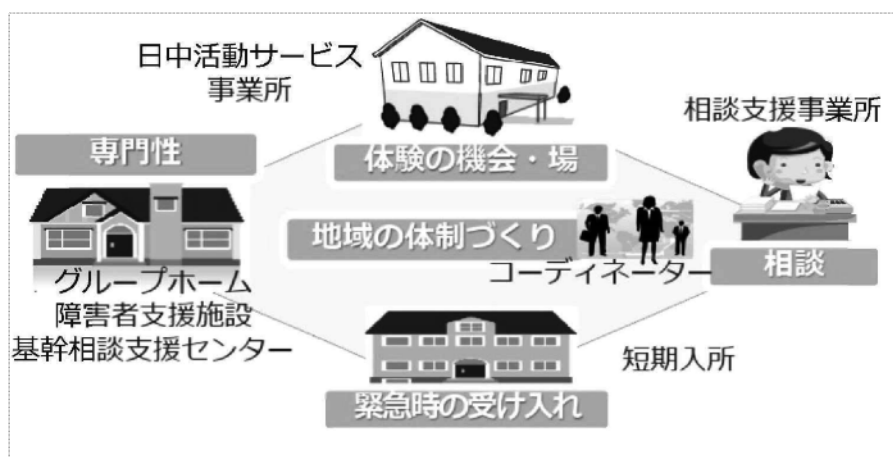 日中活動サービス
事業所
相談支援事業所
専門性
体験の機会・場
地域の体制づくり
コーディネーター
相談
グループホーム
障害者支援施設
基幹相談支援センター
短期入所
緊急時の受け入れ